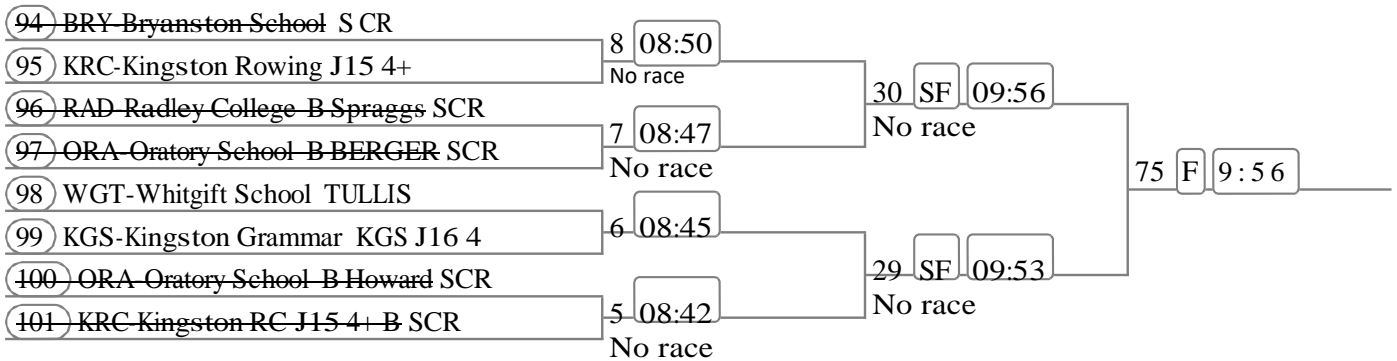 94 BRY-Bryanston School S CR
95 KRC-Kingston Rowing J15 4+
96 RAD-Radley College B Spraggs SCR
97 ORA-Oratory School B BERGER SCR
98 WGT-Whitgift School TULLIS
99 KGS-Kingston Grammar KGS J16 4
100 ORA-Oratory School B Howard SCR
101 KRC-Kingston RC J15 4+ B SCR
8 08:50
No race
7 08:47
No race
6 08:45
5 08:42
No race
30 SF 09:56
No race
29 SF 09:53
No race
75 F 9:56